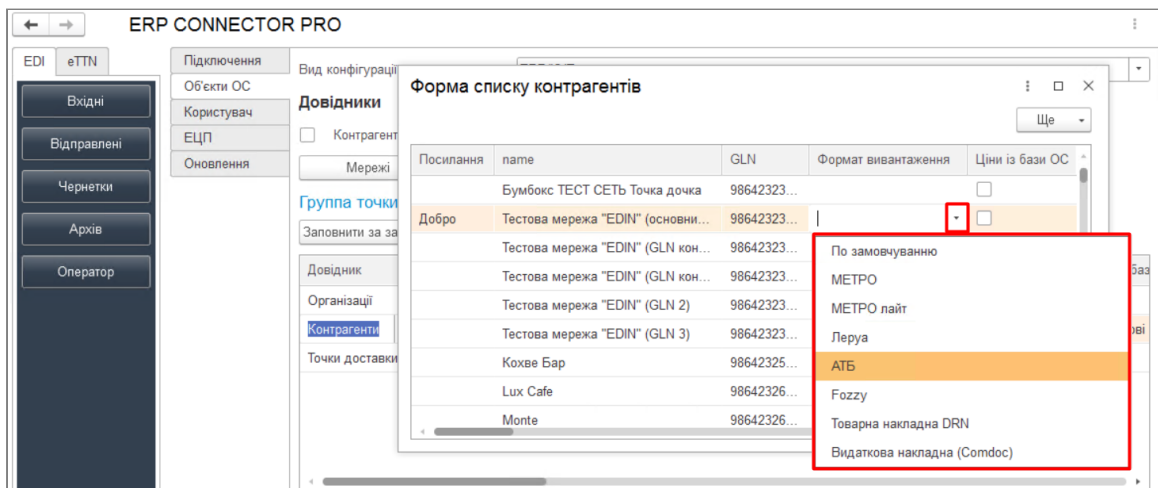 ERP CONNECTOR PRO
EDI eTTN
Вхідні
Відправлені
Чернетки
Архів
Оператор
Підключення
Об'єкти ОС
Користувач
ЕЦП
Оновлення
Вид конфігурації
Довідники
Контрагент
Мережі
Группа точки
Заповнити за за
Довідник
Організації
Контрагенти
Точки доставки
Форма списку контрагентів
Ще
Посилання name GLN Формат вивантаження Ціни із бази ОС
Бумбокс ТЕСТ СЕТЬ Точка дочка 98642323...
Добро Тестова мережа "EDIN" (основни... 98642323...
Тестова мережа "EDIN" (GLN кон... 98642323...
Тестова мережа "EDIN" (GLN кон... 98642323...
Тестова мережа "EDIN" (GLN 2) 98642323...
Тестова мережа "EDIN" (GLN 3) 98642323...
Кохве Бар 98642325...
Lux Cafe 98642326...
Monte 98642326...
По замовчуванню
МЕТРО
МЕТРО лайт
Леруа
АТБ
Fozzy
Товарна накладна DRN
Видаткова накладна (Comdoc)
баз
ові